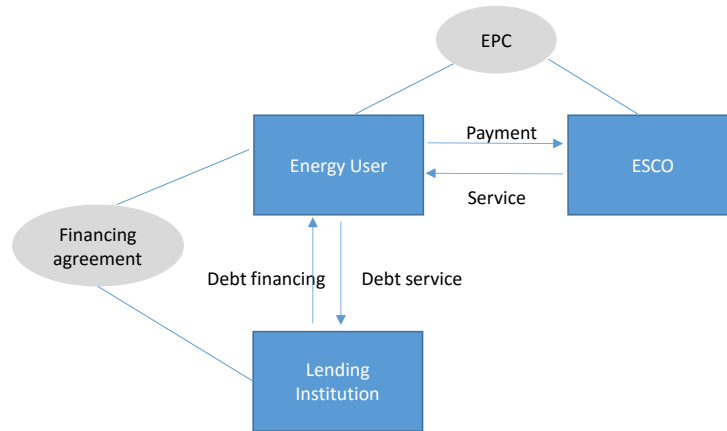 EPC
Payment
Energy User
ESCO
Service
Financing
agreement
Debt financing
Debt service
Lending
Institution